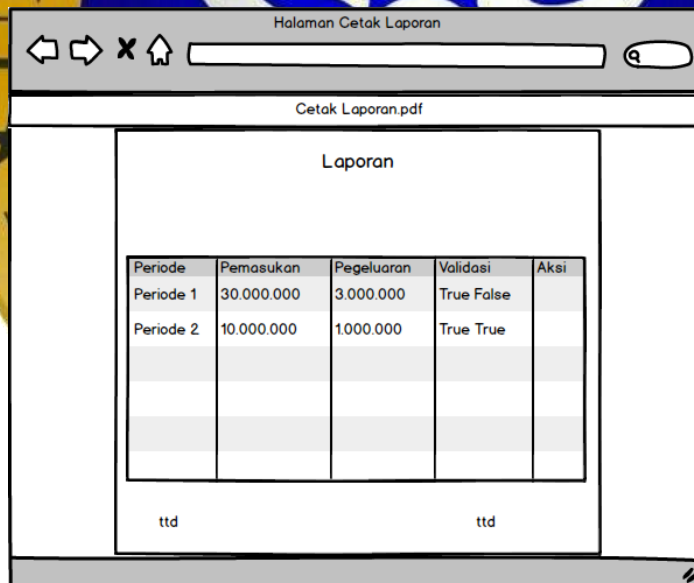 Halaman Cetak Laporan
Cetak Laporan.pdf
Laporan
Periode Pemasukan Pegeluaran Validasi Aksi
Periode 1 30.000.000 3.000.000 True False
Periode 2 10.000.000 1.000.000 True True
ttd ttd